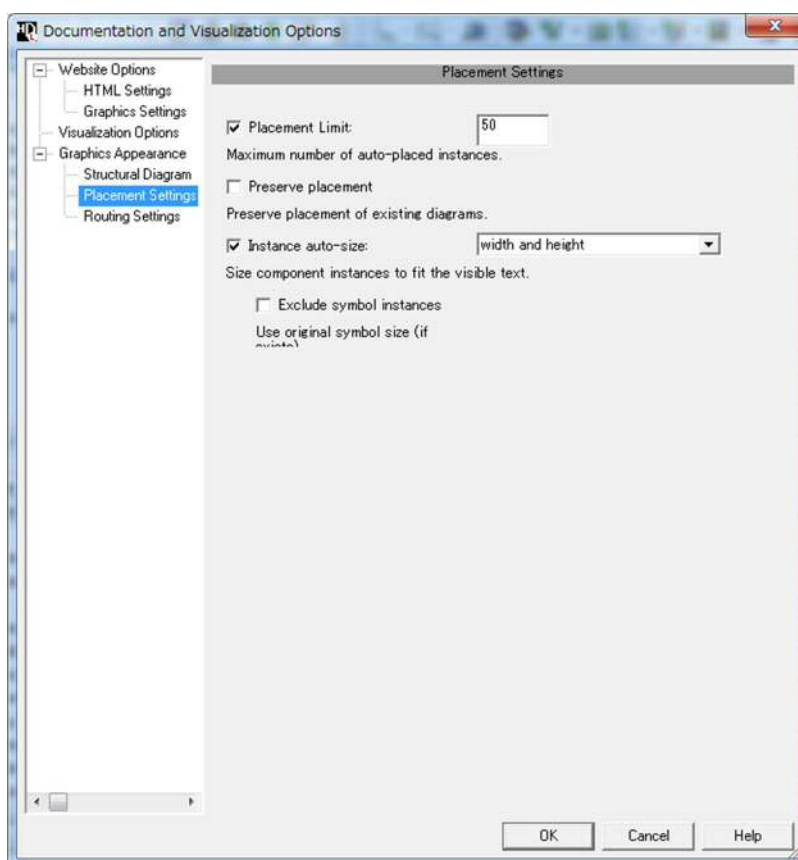 Documentation and Visualization Options
Website Options
HTML Settings
Graphics Settings
Visualization Options
Graphics Appearance
Structural Diagram
Placement Settings
Routing Settings
Placement Settings
Placement Limit: 50
Maximum number of auto-placed instances.
Preserve placement
Preserve placement of existing diagrams.
Instance auto-size: width and height
Size component instances to fit the visible text.
Exclude symbol instances
Use original symbol size (if
exists)
OK Cancel Help